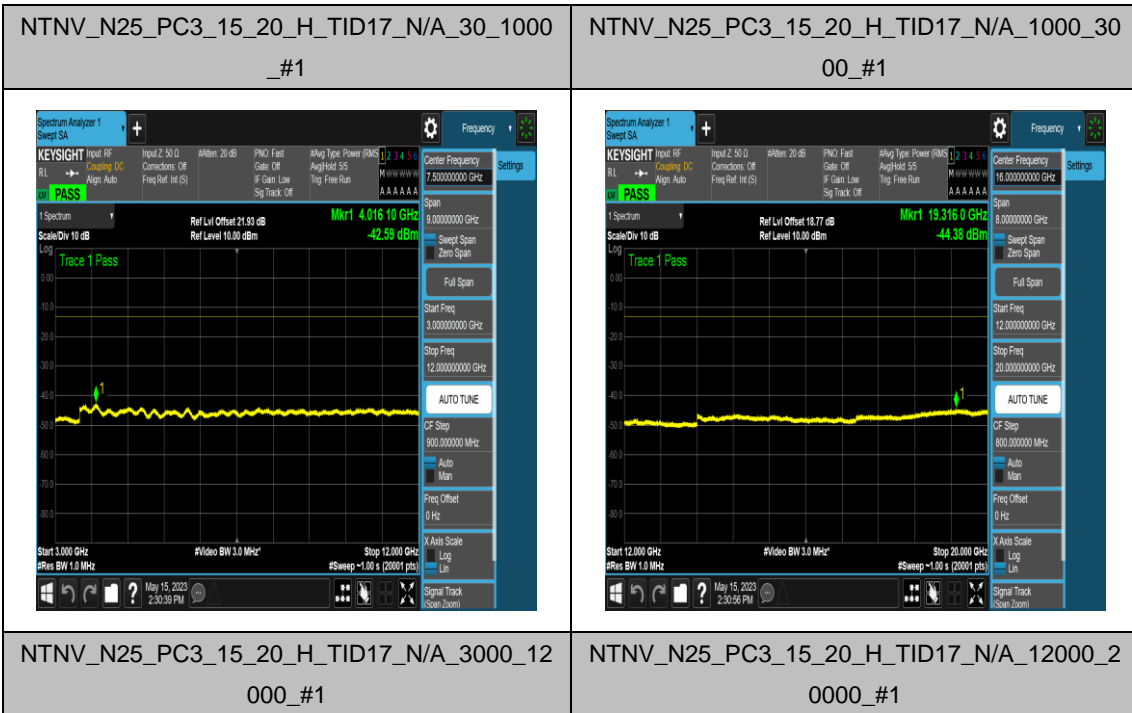 NTNV_N25_PC3_15_20_H_TID17_N/A_30_1000
_#1
NTNV_N25_PC3_15_20_H_TID17_N/A_1000_30
00_#1
Spectrum Analyzer 1
Swept SA
+
Frequency
KEYSIGHT
RL
Input: RF
Coupling: DC
Align: Auto
Input Z: 50 Ω
Corrections: Off
Freq Ref: Int (S)
#Atten: 20 dB
PNO: Fast
Gate: Off
IF Gain: Low
Sig Track: Off
#Avg Type: Power (RMS
Avg|Hold: 5/5
Trig: Free Run
1 2 3 4 5 6
M W W W W W
A A A A A A
PASS
Center Frequency
7.500000000 GHz
Settings
Span
9.00000000 GHz
Swept Span
Zero Span
Full Span
Start Freq
3.000000000 GHz
Stop Freq
12.000000000 GHz
AUTO TUNE
CF Step
900.000000 MHz
Auto
Man
Freq Offset
0 Hz
X Axis Scale
Log
Lin
Signal Track
(Span Zoom)
1 Spectrum
Scale/Div 10 dB
Log
Ref Lvl Offset 21.93 dB
Ref Level 10.00 dBm
Mkr1 4.016 10 GHz
-42.59 dBm
Trace 1 Pass
0.00
-10.0
-20.0
-30.0
-40.0
-50.0
-60.0
-70.0
-80.0
1
Start 3.000 GHz
#Res BW 1.0 MHz
#Video BW 3.0 MHz*
Stop 12.000 GHz
#Sweep ~1.00 s (20001 pts)
?
May 15, 2023
2:30:39 PM
Spectrum Analyzer 1
Swept SA
+
Frequency
KEYSIGHT
RL
Input: RF
Coupling: DC
Align: Auto
Input Z: 50 Ω
Corrections: Off
Freq Ref: Int (S)
#Atten: 20 dB
PNO: Fast
Gate: Off
IF Gain: Low
Sig Track: Off
#Avg Type: Power (RMS
Avg|Hold: 5/5
Trig: Free Run
1 2 3 4 5 6
M W W W W W
A A A A A A
PASS
Center Frequency
16.000000000 GHz
Settings
Span
8.00000000 GHz
Swept Span
Zero Span
Full Span
Start Freq
12.000000000 GHz
Stop Freq
20.000000000 GHz
AUTO TUNE
CF Step
800.000000 MHz
Auto
Man
Freq Offset
0 Hz
X Axis Scale
Log
Lin
Signal Track
(Span Zoom)
1 Spectrum
Scale/Div 10 dB
Log
Ref Lvl Offset 18.77 dB
Ref Level 10.00 dBm
Mkr1 19.316 0 GHz
-44.38 dBm
Trace 1 Pass
0.00
-10.0
-20.0
-30.0
-40.0
-50.0
-60.0
-70.0
-80.0
1
Start 12.000 GHz
#Res BW 1.0 MHz
#Video BW 3.0 MHz*
Stop 20.000 GHz
#Sweep ~1.00 s (20001 pts)
?
May 15, 2023
2:30:56 PM
NTNV_N25_PC3_15_20_H_TID17_N/A_3000_12
000_#1
NTNV_N25_PC3_15_20_H_TID17_N/A_12000_2
0000_#1